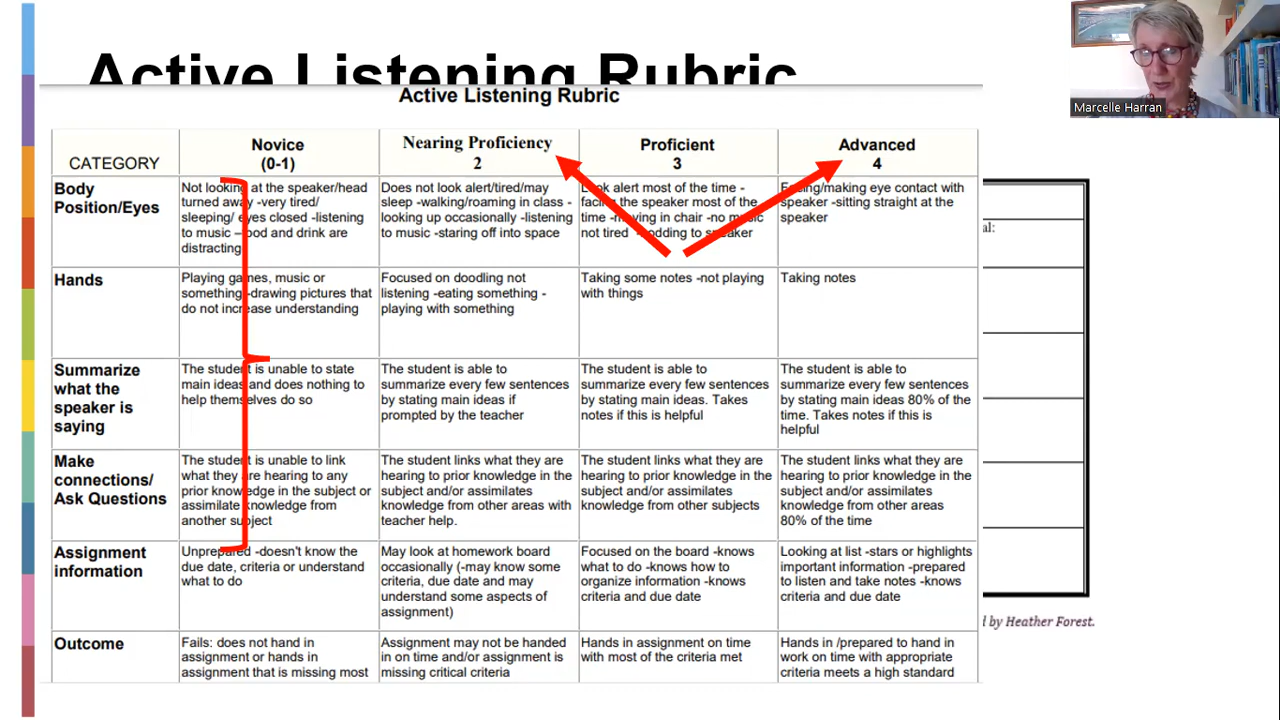 Active Listening Rubric
Marcelle Harran
Active Listening Rubric
CATEGORY
Novice
(0-1)
Nearing Proficiency
2
Proficient
3
Advanced
4
Body
Position/Eyes
Not looking at the speaker/head
turned away -very tired/
sleeping/ eyes closed -listening
to music –food and drink are
distracting
Does not look alert/tired/may
sleep -walking/roaming in class -
looking up occasionally -listening
to music -staring off into space
Look alert most of the time -
facing the speaker most of the
time -moving in chair -no music
not tired -nodding to speaker
Facing/making eye contact with
speaker -sitting straight at the
speaker
Hands
Playing games, music or
something -drawing pictures that
do not increase understanding
Focused on doodling not
listening -eating something -
playing with something
Taking some notes -not playing
with things
Taking notes
Summarize
what the
speaker is
saying
The student is unable to state
main ideas and does nothing to
help themselves do so
The student is able to
summarize every few sentences
by stating main ideas if
prompted by the teacher
The student is able to
summarize every few sentences
by stating main ideas. Takes
notes if this is helpful
The student is able to
summarize every few sentences
by stating main ideas 80% of the
time. Takes notes if this is
helpful
Make
connections/
Ask Questions
The student is unable to link
what they are hearing to any
prior knowledge in the subject or
assimilate knowledge from
another subject
The student links what they are
hearing to prior knowledge in the
subject and/or assimilates
knowledge from other areas with
teacher help.
The student links what they are
hearing to prior knowledge in the
subject and/or assimilates
knowledge from other subjects
The student links what they are
hearing to prior knowledge in the
subject and/or assimilates
knowledge from other areas
80% of the time
Assignment
information
Unprepared -doesn't know the
due date, criteria or understand
what to do
May look at homework board
occasionally (-may know some
criteria, due date and may
understand some aspects of
assignment)
Focused on the board -knows
what to do -knows how to
organize information -knows
criteria and due date
Looking at list -stars or highlights
important information -prepared
to listen and take notes -knows
criteria and due date
Outcome
Fails: does not hand in
assignment or hands in
assignment that is missing most
Assignment may not be handed
in on time and/or assignment is
missing critical criteria
Hands in assignment on time
with most of the criteria met
Hands in /prepared to hand in
work on time with appropriate
criteria meets a high standard
al:
d by Heather Forest.